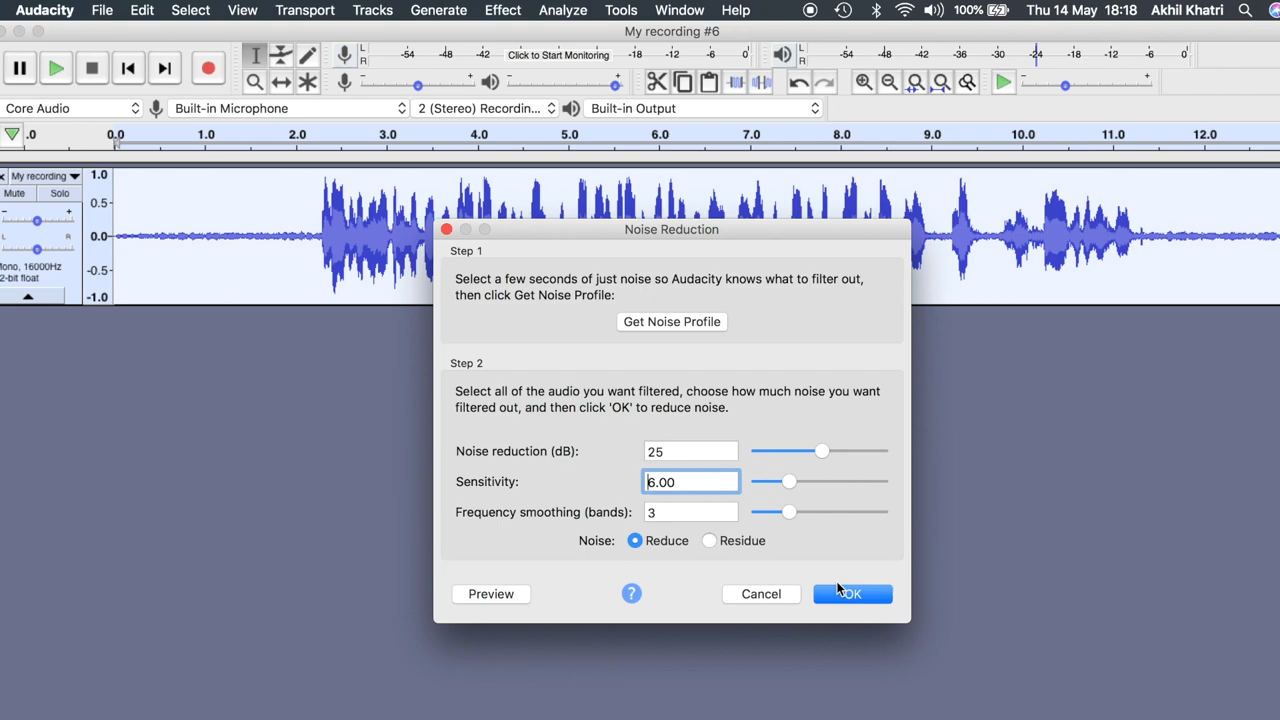 Audacity File Edit Select View Transport Tracks Generate Effect Analyze Tools Window Help 100% Thu 14 May 18:18 Akhil Khatri
My recording #6
L R -54 -48 -42 Click to Start Monitoring -18 -12 -6 0 L R -54 -48 -42 -36 -30 -24 -18 -12 -6 0
- + - + - +
Core Audio Built-in Microphone 2 (Stereo) Recordin... Built-in Output
.0 0.0 1.0 2.0 3.0 4.0 5.0 6.0 7.0 8.0 9.0 10.0 11.0 12.0
My recording 1.0
Mute Solo
- + 0.5
L R 0.0
ono, 16000Hz
2-bit float -0.5
-1.0
Noise Reduction
Step 1
Select a few seconds of just noise so Audacity knows what to filter out,
then click Get Noise Profile:
Get Noise Profile
Step 2
Select all of the audio you want filtered, choose how much noise you want
filtered out, and then click 'OK' to reduce noise.
Noise reduction (dB): 25
Sensitivity: 6.00
Frequency smoothing (bands): 3
Noise: Reduce Residue
Preview ? Cancel OK